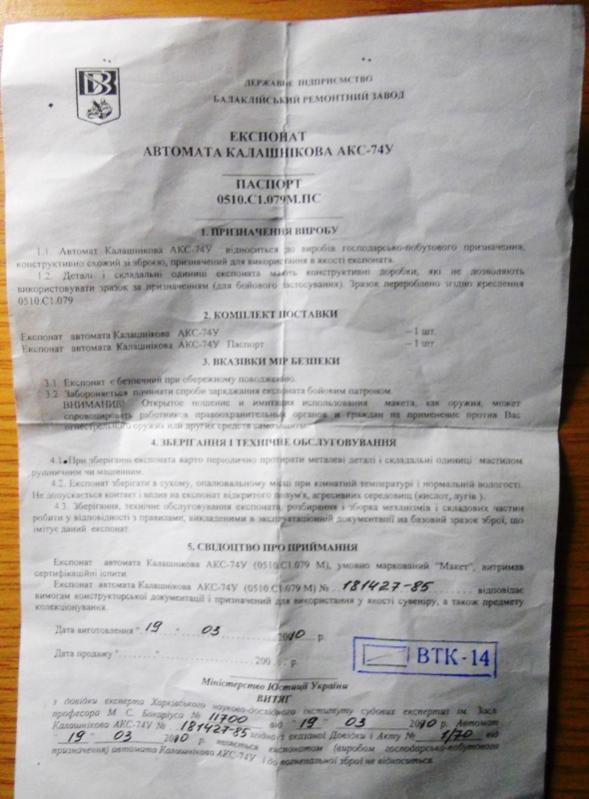 ДЕРЖАВНЕ ПІДПРИЄМСТВО
БАЛАКЛІЙСЬКИЙ РЕМОНТНИЙ ЗАВОД
ЕКСПОНАТ
АВТОМАТА КАЛАШНІКОВА АКС-74У
ПАСПОРТ
0510.С1.079М.ПС
1. ПРИЗНАЧЕННЯ ВИРОБУ
1.1. Автомат Калашникова АКС-74У відноситься до виробів господарсько-побутового призначення,
конструктивно схожий зі зброєю, призначений для використання в якості експоната.
1.2. Деталі і складальні одиниці експоната мають конструктивні доробки, які не дозволяють
використовувати зразок за призначенням (для бойового застосування). Зразок перероблено згідно креслення
0510.С1.079
2. КОМПЛЕКТ ПОСТАВКИ
Експонат автомата Калашнікова АКС-74У – 1 шт.
Експонат автомата Калашнікова АКС-74У Паспорт – 1 шт
3. ВКАЗІВКИ МІР БЕЗПЕКИ
3.1. Експонат є безпечний при обережному поводженню.
3.2. Забороняється починати спроби заряджання експоната бойовим патроном.
ВНИМАНИЕ! Открытое ношение и имитация использования макета, как оружия, может
спровоцировать работников правоохранительных органов и граждан на применение против Вас
огнестрельного оружия или других средств самозащиты.
4. ЗБЕРІГАННЯ І ТЕХНІЧНЕ ОБСЛУГОВУВАННЯ
4.1. При зберіганні експоната варто періодично протирати металеві деталі і складальні одиниці мастилом
рушничним чи машинним.
4.2. Експонат зберігати в сухому, опалювальному місці при кімнатній температурі і нормальній вологості.
Не допускається контакт і вплив на експонат відкритого полум'я, агресивних середовищ (кислот, лугів ).
4.3. Зберігання, технічне обслуговування експоната, розбирання і зборка механізмів і складових частин
робити у відповідності з правилами, викладеними в эксплуатаційної документації на базовий зразок зброї, що
імітує даний експонат.
5. СВІДОЦТВО ПРО ПРИЙМАННЯ
Експонат автомата Калашнікова АКС-74У (0510.С1.079 М), умовно маркований "Макет", витримав
сертифікаційні іспити.
Експонат автомата Калашнікова АКС-74У (0510.С1.079 М) № 181427-85 відповідає
вимогам конструкторської документації і призначений для використання у якості сувеніру, а також предмету
колекціонування.
Дата виготовлення " 19 " 03 2010 р.
Дата продажу " " 200 р.
ВТК - 14
Міністерство Юстиції України
ВИТЯГ
з довідки експерта Харківського науково-дослідного інституту судових експертиз ім. Засл.
професора М. С. Бокаріуса № 11700 від " 19 " 03 2010 р. Автомат
Калашнікова АКС-74У № 181427-85 згідно з вказаної Довідки і Акту № 1/70 від
" 19 " 03 2010 р. являється експонатом (виробом господарсько-побутового
призначення) автомата Калашнікова АКС-74У і до вогнепальної зброї не відноситься.